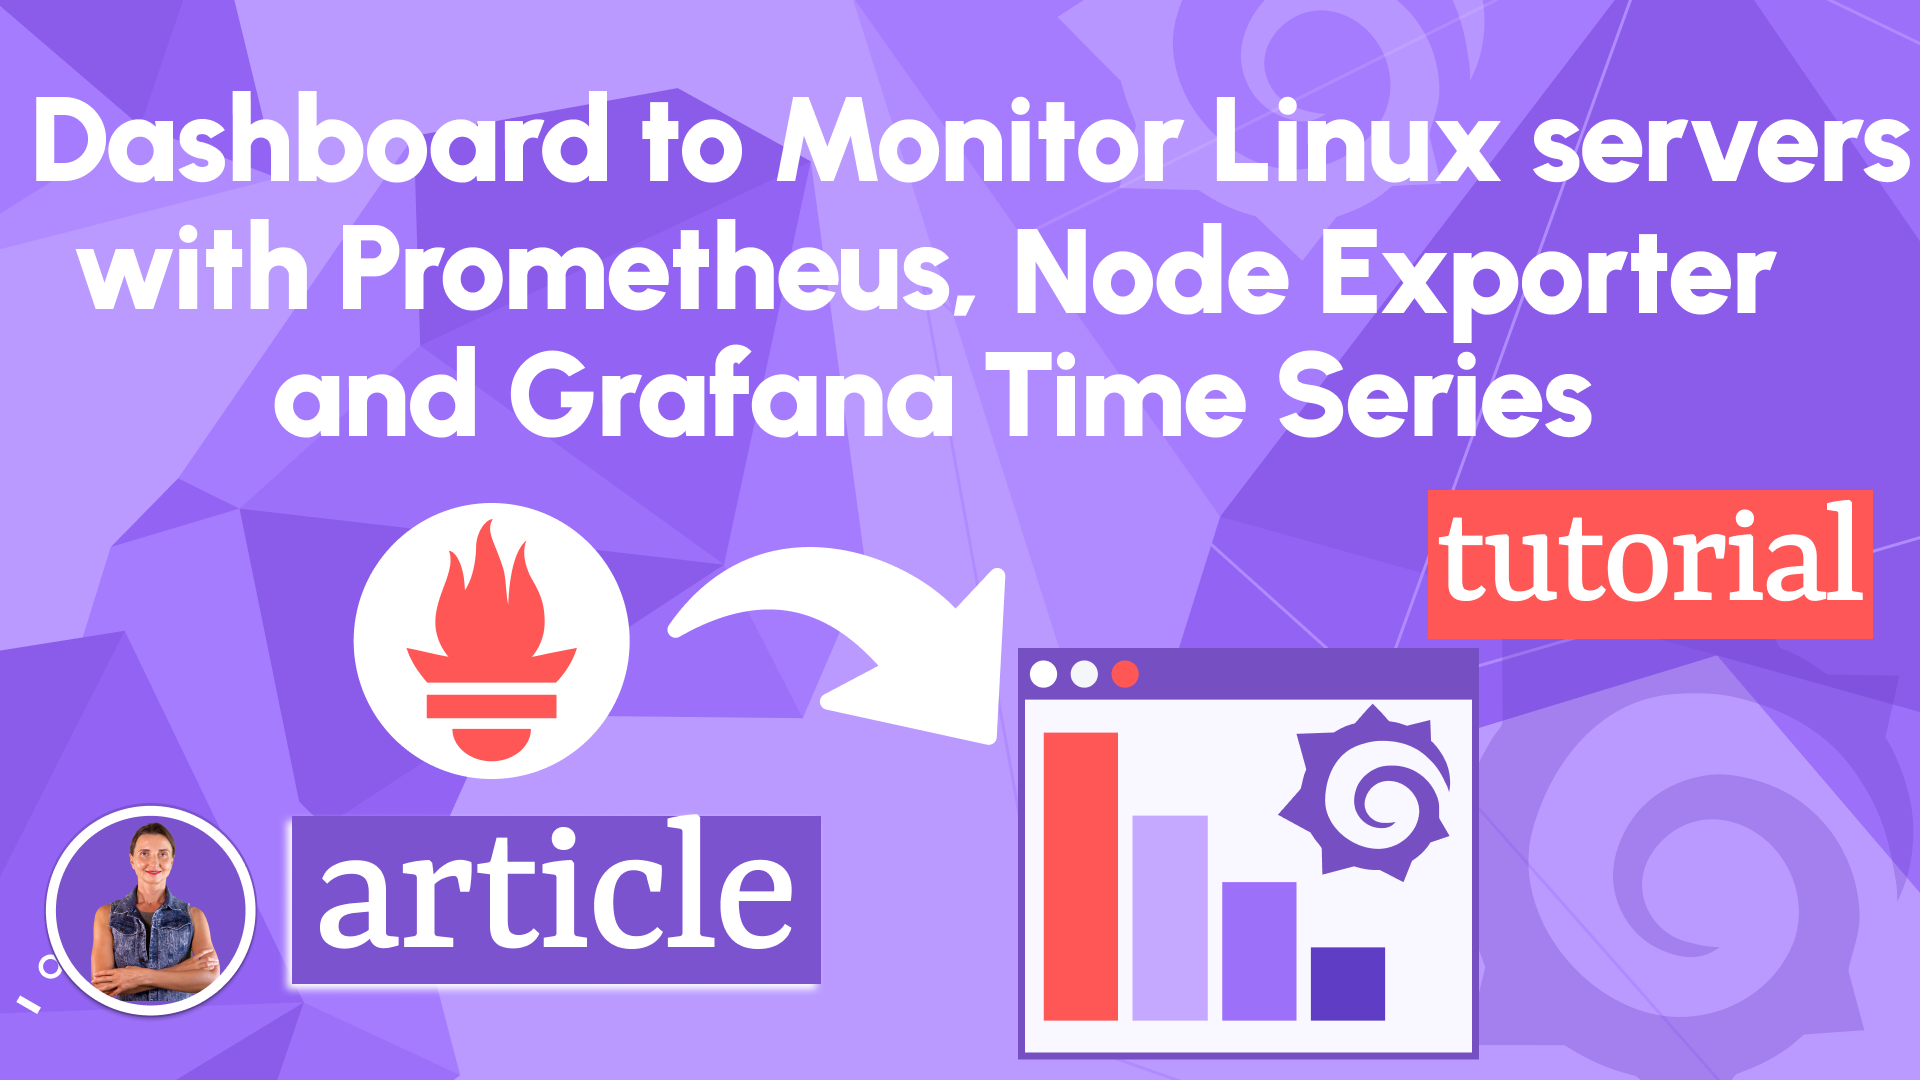 Dashboard to Monitor Linux servers
with Prometheus, Node Exporter
and Grafana Time Series
tutorial
article